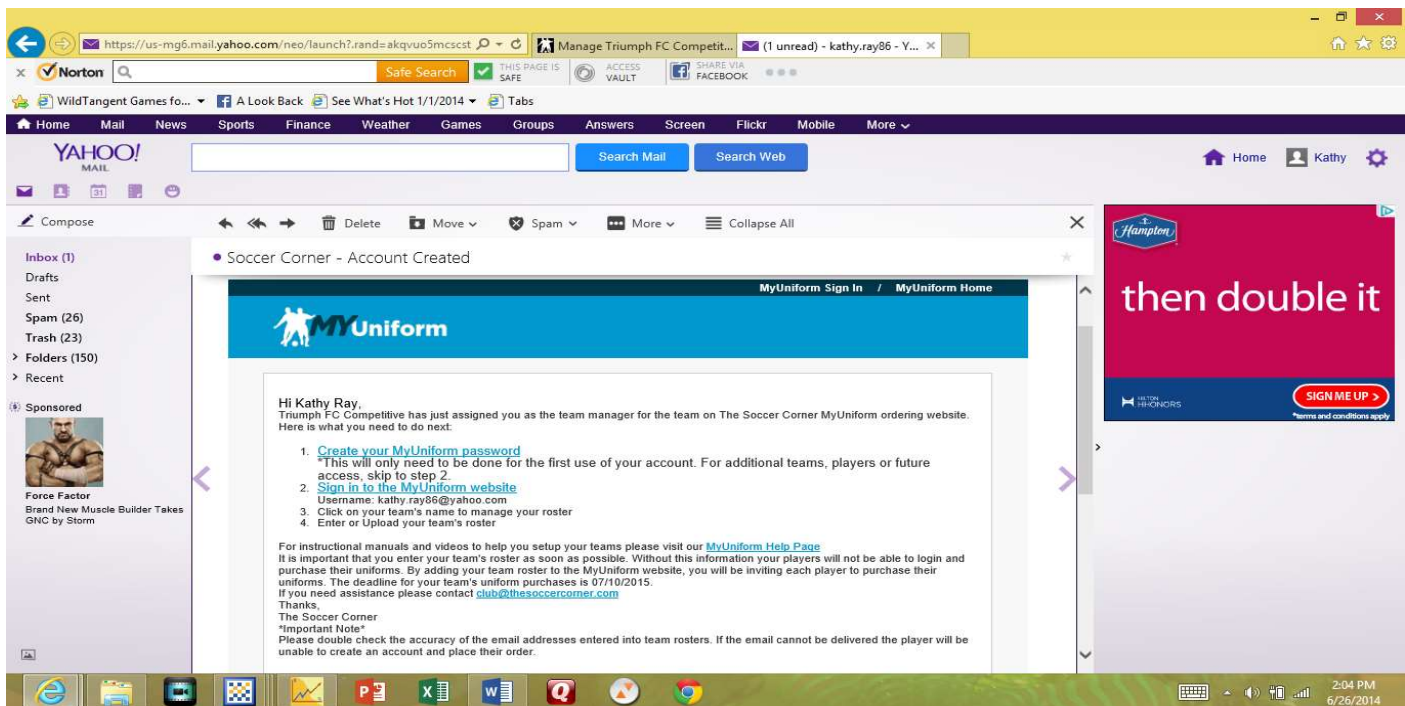 https://us-mg6.mail.yahoo.com/neo/launch?.rand=akqvuo5mcscst
Manage Triumph FC Competit...
(1 unread) - kathy.ray86 - Y...
Norton
Safe Search
THIS PAGE IS SAFE
ACCESS VAULT
SHARE VIA FACEBOOK
WildTangent Games fo...
A Look Back
See What's Hot 1/1/2014
Tabs
Home Mail News Sports Finance Weather Games Groups Answers Screen Flickr Mobile More
YAHOO!
MAIL
Search Mail
Search Web
Home
Kathy
31
Compose
Delete
Move
Spam
More
Collapse All
Inbox (1)
Drafts
Sent
Spam (26)
Trash (23)
Folders (150)
Recent
Sponsored
Force Factor
Brand New Muscle Builder Takes
GNC by Storm
Soccer Corner - Account Created
MyUniform Sign In / MyUniform Home
MYUniform
Hi Kathy Ray,
Triumph FC Competitive has just assigned you as the team manager for the team on The Soccer Corner MyUniform ordering website.
Here is what you need to do next:
1. Create your MyUniform password
*This will only need to be done for the first use of your account. For additional teams, players or future
access, skip to step 2.
2. Sign in to the MyUniform website
Username: kathy.ray86@yahoo.com
3. Click on your team's name to manage your roster
4. Enter or Upload your team's roster
For instructional manuals and videos to help you setup your teams please visit our MyUniform Help Page
It is important that you enter your team's roster as soon as possible. Without this information your players will not be able to login and
purchase their uniforms. By adding your team roster to the MyUniform website, you will be inviting each player to purchase their
uniforms. The deadline for your team's uniform purchases is 07/10/2015.
If you need assistance please contact club@thesoccercorner.com
Thanks,
The Soccer Corner
*Important Note*
Please double check the accuracy of the email addresses entered into team rosters. If the email cannot be delivered the player will be
unable to create an account and place their order.
Hampton
then double it
HILTON
HHONORS
SIGN ME UP >
*terms and conditions apply
2:04 PM
6/26/2014